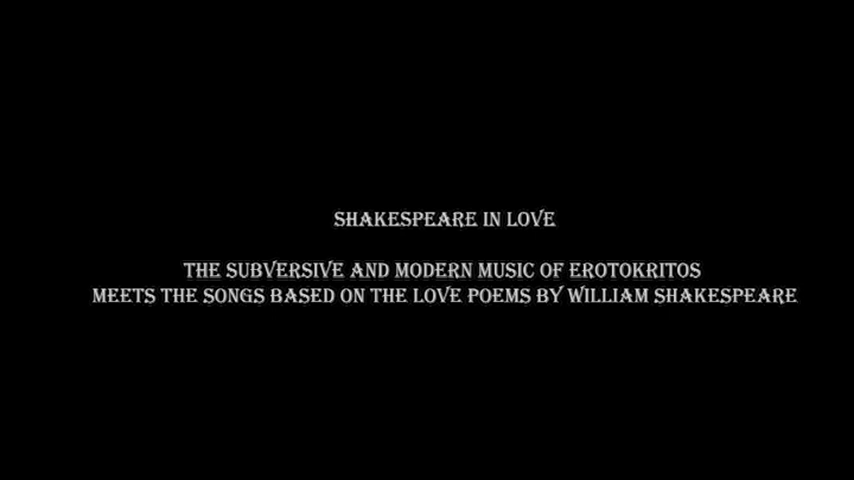 SHAKESPEARE IN LOVE
THE SUBVERSIVE AND MODERN MUSIC OF EROTOKRITOS
MEETS THE SONGS BASED ON THE LOVE POEMS BY WILLIAM SHAKESPEARE